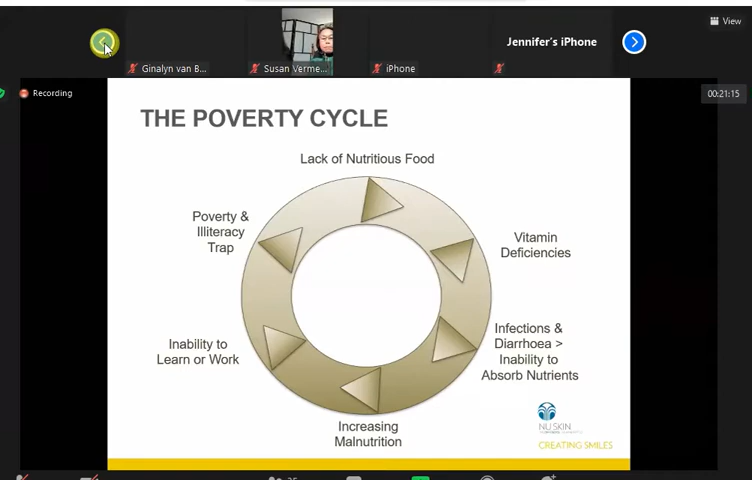 View
Jennifer's iPhone
Ginalyn van B...
Susan Verme...
iPhone
Recording
00:21:15
THE POVERTY CYCLE
Lack of Nutritious Food
Poverty &
Illiteracy
Trap
Vitamin
Deficiencies
Infections &
Diarrhoea >
Inability to
Absorb Nutrients
Inability to
Learn or Work
Increasing
Malnutrition
NU SKIN
CREATING SMILES